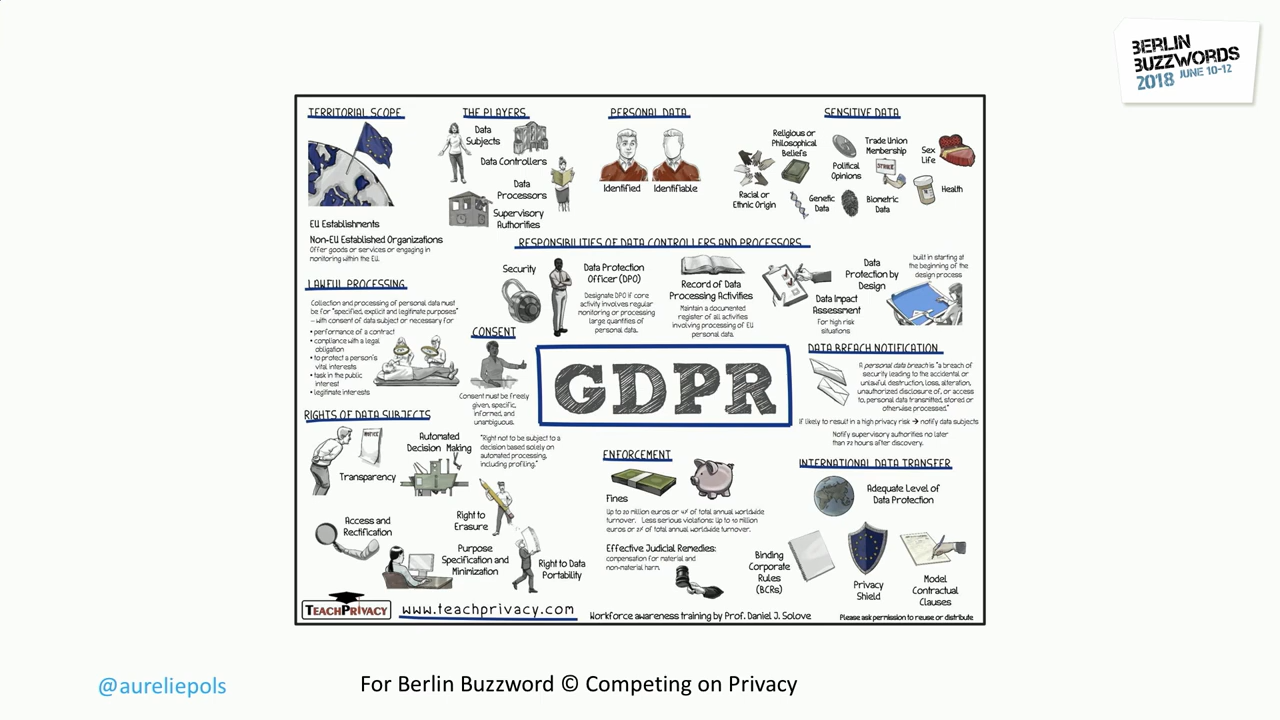 BERLIN
BUZZWORDS
2018 JUNE 10-12
TERRITORIAL SCOPE
EU Establishments
Non-EU Established Organizations
Offer goods or services or engaging in
monitoring within the EU.
THE PLAYERS
Data
Subjects
Data Controllers
Data
Processors
Supervisory
Authorities
PERSONAL DATA
Identified
Identifiable
SENSITIVE DATA
Religious or
Philosophical
Beliefs
Trade Union
Membership
Sex
Life
Political
Opinions
STRIKE
Health
Racial or
Ethnic Origin
Genetic
Data
Biometric
Data
RESPONSIBILITIES OF DATA CONTROLLERS AND PROCESSORS
Security
Data Protection
Officer (DPO)
Designate DPO if core
activity involves regular
monitoring or processing
large quantities of
personal data.
Record of Data
Processing Activities
Maintain a documented
register of all activities
involving processing of EU
personal data.
Data Impact
Assessment
For high risk
situations
Data
Protection by
Design
built in starting at
the beginning of the
design process
LAWFUL PROCESSING
Collection and processing of personal data must
be for "specified, explicit and legitimate purposes"
– with consent of data subject or necessary for
• performance of a contract
• compliance with a legal
obligation
• to protect a person's
vital interests
• task in the public
interest
• legitimate interests
CONSENT
Consent must be freely
given, specific,
informed, and
unambiguous.
GDPR
DATA BREACH NOTIFICATION
A personal data breach is "a breach of
security leading to the accidental or
unlawful destruction, loss, alteration,
unauthorized disclosure of, or access
to, personal data transmitted, stored or
otherwise processed."
If likely to result in a high privacy risk → notify data subjects
Notify supervisory authorities no later
than 72 hours after discovery.
RIGHTS OF DATA SUBJECTS
NOTICE
Transparency
Automated
Decision Making
"Right not to be subject to a
decision based solely on
automated processing,
including profiling."
Access and
Rectification
Right to
Erasure
Purpose
Specification and
Minimization
Right to Data
Portability
ENFORCEMENT
Fines
Up to 20 million euros or 4% of total annual worldwide
turnover. Less serious violations: Up to 10 million
euros or 2% of total annual worldwide turnover.
Effective Judicial Remedies:
compensation for material and
non-material harm.
INTERNATIONAL DATA TRANSFER
Adequate Level of
Data Protection
Binding
Corporate
Rules
(BCRs)
Privacy
Shield
Model
Contractual
Clauses
TEACHPRIVACY
www.teachprivacy.com
Workforce awareness training by Prof. Daniel J. Solove
Please ask permission to reuse or distribute
@aureliepols
For Berlin Buzzword © Competing on Privacy